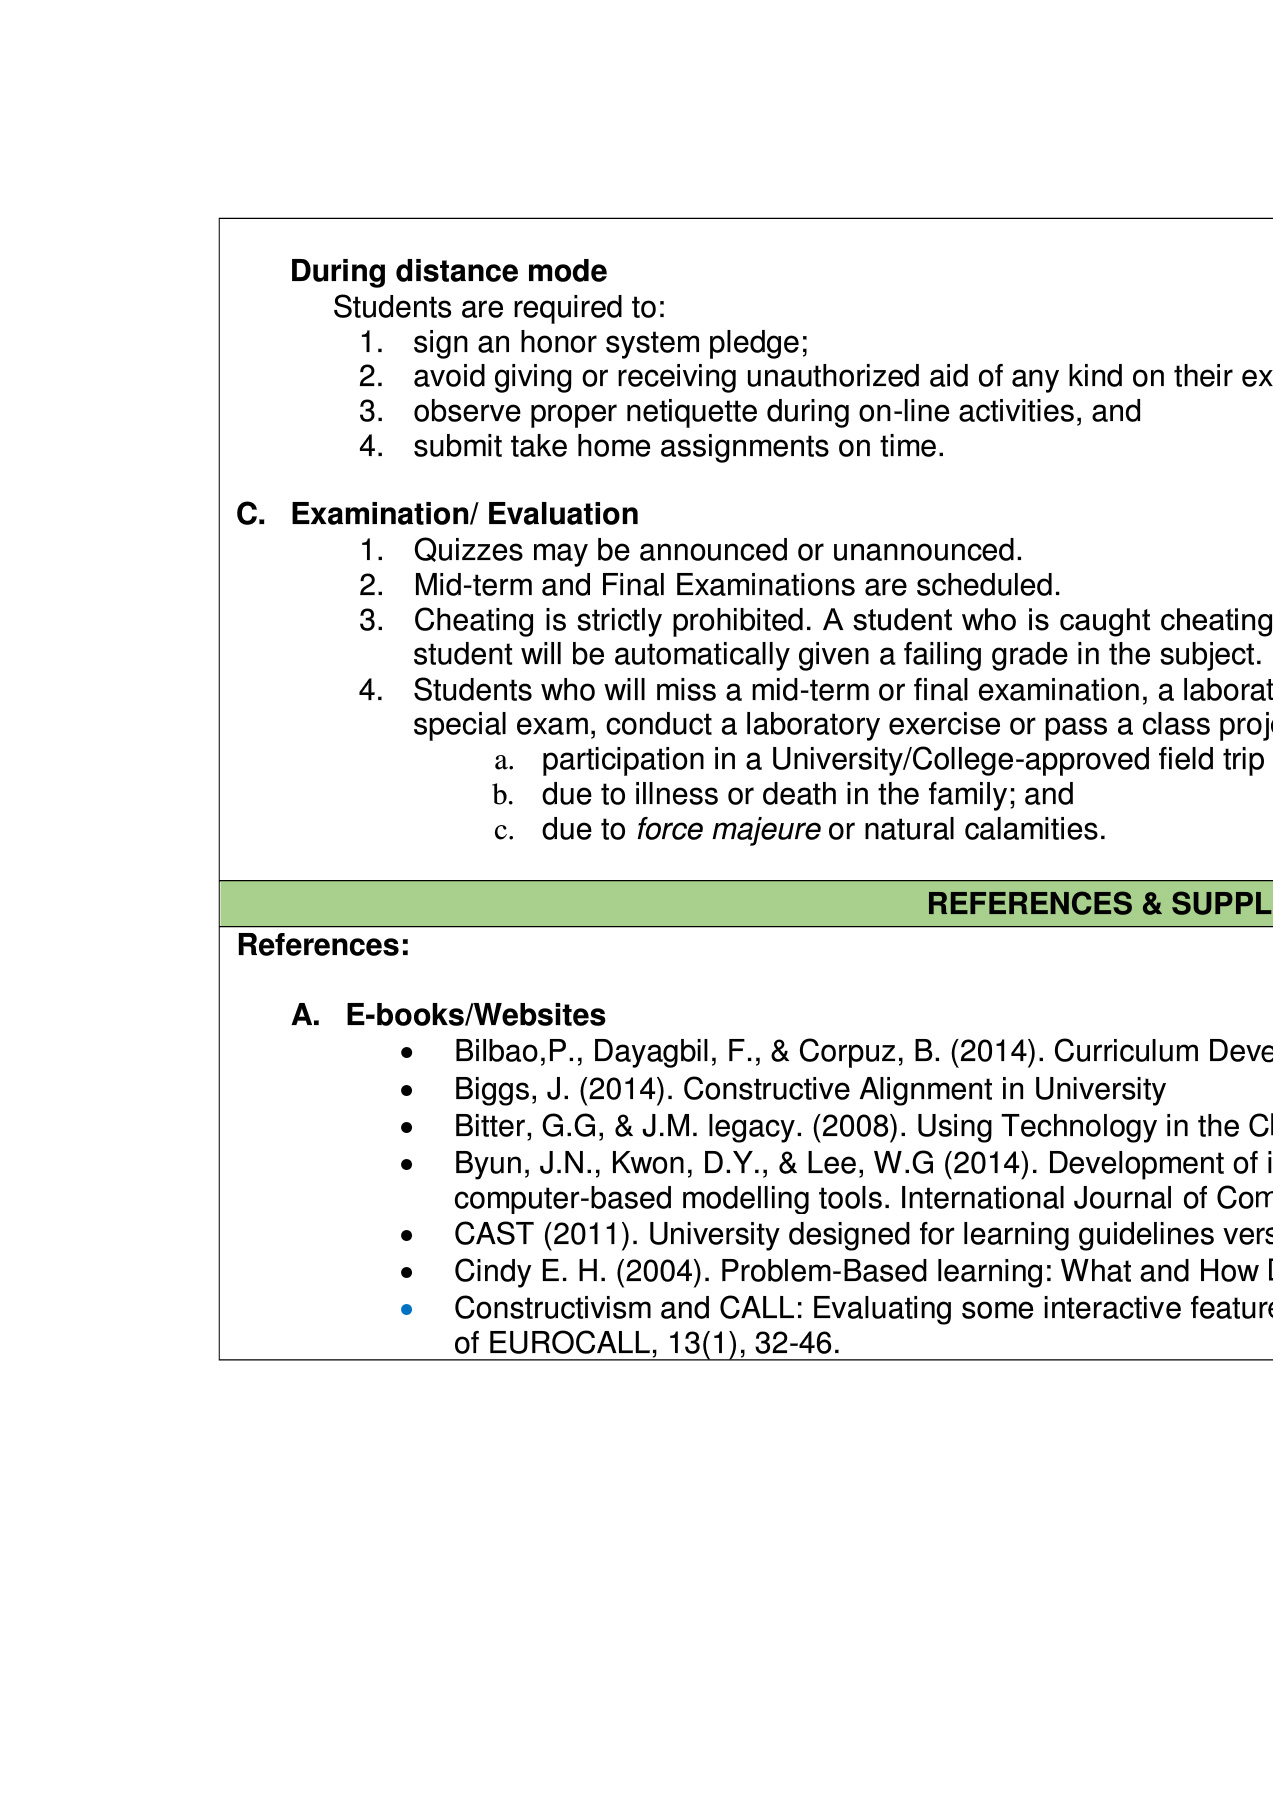 During distance mode
Students are required to:
1. sign an honor system pledge;
2. avoid giving or receiving unauthorized aid of any kind on their ex
3. observe proper netiquette during on-line activities, and
4. submit take home assignments on time.
C. Examination/ Evaluation
1. Quizzes may be announced or unannounced.
2. Mid-term and Final Examinations are scheduled.
3. Cheating is strictly prohibited. A student who is caught cheating
student will be automatically given a failing grade in the subject.
4. Students who will miss a mid-term or final examination, a laborat
special exam, conduct a laboratory exercise or pass a class proj
a. participation in a University/College-approved field trip
b. due to illness or death in the family; and
c. due to force majeure or natural calamities.
REFERENCES & SUPPL
References:
A. E-books/Websites
• Bilbao,P., Dayagbil, F., & Corpuz, B. (2014). Curriculum Deve
• Biggs, J. (2014). Constructive Alignment in University
• Bitter, G.G, & J.M. legacy. (2008). Using Technology in the Cl
• Byun, J.N., Kwon, D.Y., & Lee, W.G (2014). Development of i
computer-based modelling tools. International Journal of Com
• CAST (2011). University designed for learning guidelines vers
• Cindy E. H. (2004). Problem-Based learning: What and How D
• Constructivism and CALL: Evaluating some interactive feature
of EUROCALL, 13(1), 32-46.